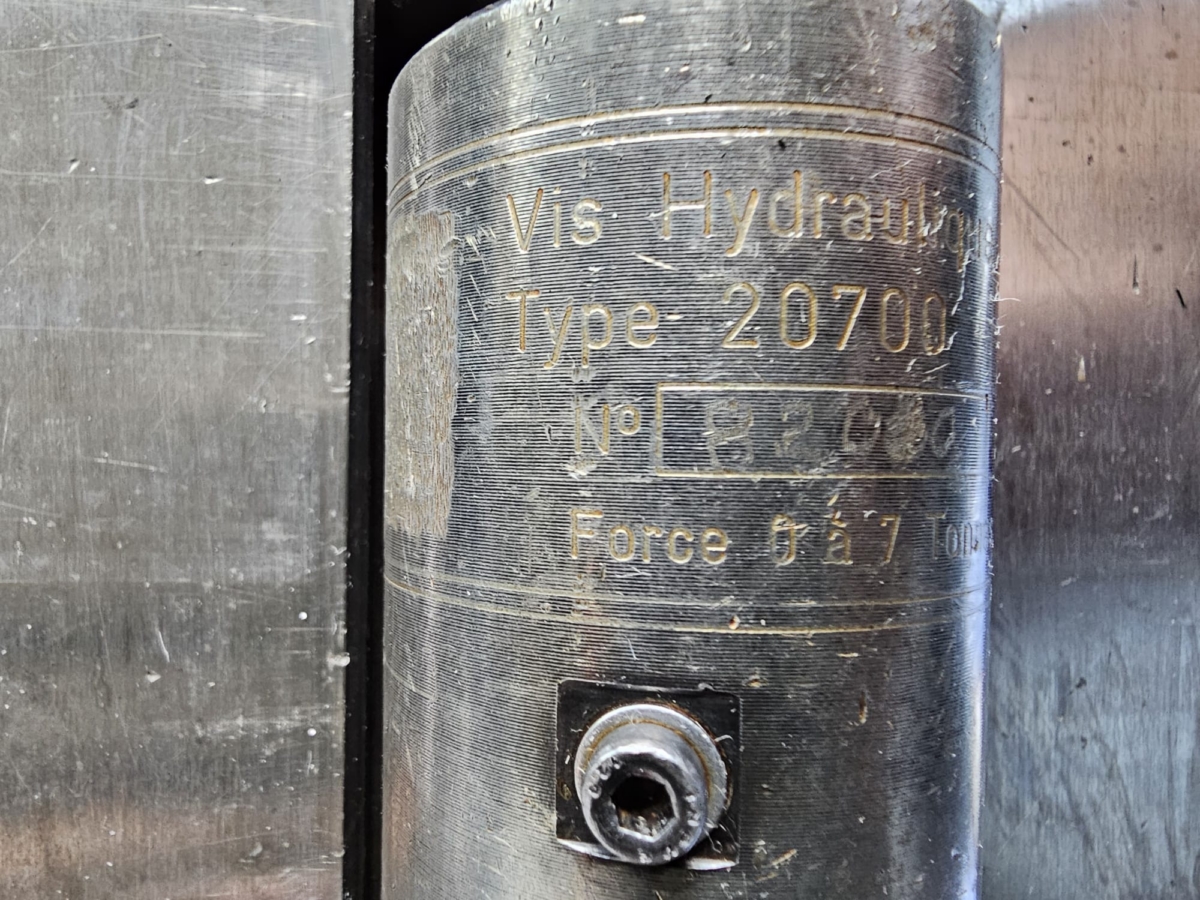 Vis Hydraulique
Type- 20700
N°
Force 0 à 7